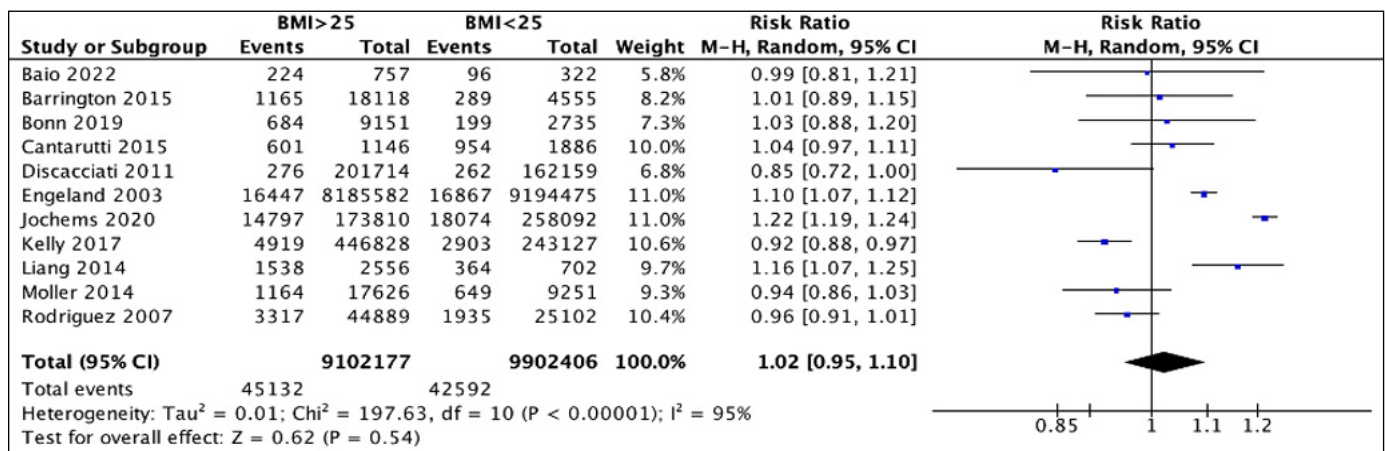 BMI>25 BMI<25 Risk Ratio Risk Ratio
Study or Subgroup Events Total Events Total Weight M-H, Random, 95% CI M-H, Random, 95% CI
Baio 2022 224 757 96 322 5.8% 0.99 [0.81, 1.21]
Barrington 2015 1165 18118 289 4555 8.2% 1.01 [0.89, 1.15]
Bonn 2019 684 9151 199 2735 7.3% 1.03 [0.88, 1.20]
Cantarutti 2015 601 1146 954 1886 10.0% 1.04 [0.97, 1.11]
Discacciati 2011 276 201714 262 162159 6.8% 0.85 [0.72, 1.00]
Engeland 2003 16447 8185582 16867 9194475 11.0% 1.10 [1.07, 1.12]
Jochems 2020 14797 173810 18074 258092 11.0% 1.22 [1.19, 1.24]
Kelly 2017 4919 446828 2903 243127 10.6% 0.92 [0.88, 0.97]
Liang 2014 1538 2556 364 702 9.7% 1.16 [1.07, 1.25]
Moller 2014 1164 17626 649 9251 9.3% 0.94 [0.86, 1.03]
Rodriguez 2007 3317 44889 1935 25102 10.4% 0.96 [0.91, 1.01]
Total (95% CI) 9102177 9902406 100.0% 1.02 [0.95, 1.10]
Total events 45132 42592
Heterogeneity: Tau² = 0.01; Chi² = 197.63, df = 10 (P < 0.00001); I² = 95%
0.85 1 1.1 1.2
Test for overall effect: Z = 0.62 (P = 0.54)